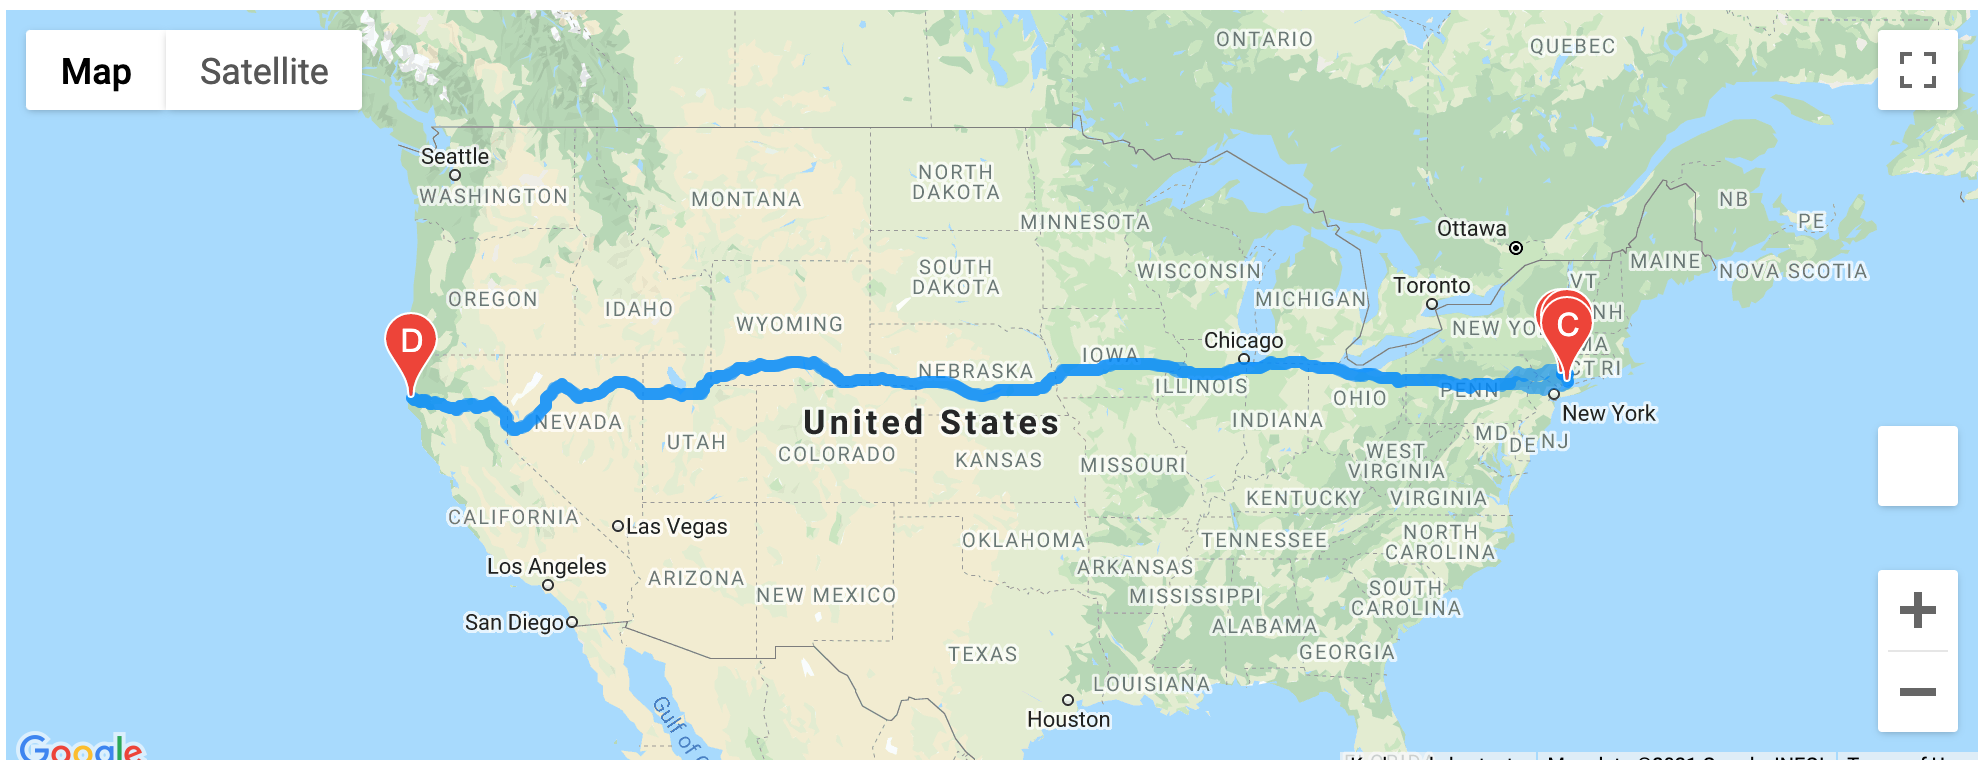 Map
Satellite
ONTARIO
QUEBEC
Seattle
WASHINGTON
MONTANA
NORTH
DAKOTA
MINNESOTA
Ottawa
NB
PE
MAINE
NOVA SCOTIA
SOUTH
DAKOTA
WISCONSIN
MICHIGAN
Toronto
VT
NH
OREGON
IDAHO
WYOMING
NEW YO
C
MA
D
Chicago
CT RI
NEBRASKA
IOWA
ILLINOIS
PENN
OHIO
New York
NEVADA
United States
INDIANA
MD
DE
NJ
UTAH
COLORADO
KANSAS
MISSOURI
WEST
VIRGINIA
KENTUCKY
VIRGINIA
CALIFORNIA
Las Vegas
OKLAHOMA
TENNESSEE
NORTH
CAROLINA
Los Angeles
ARIZONA
NEW MEXICO
ARKANSAS
MISSISSIPPI
SOUTH
CAROLINA
San Diego
ALABAMA
GEORGIA
TEXAS
LOUISIANA
Houston
Gulf of
Google